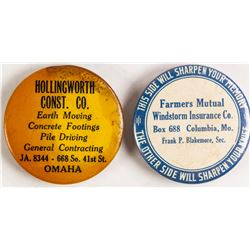 HOLLINGWORTH
CONST. CO.
Earth Moving
Concrete Footings
Pile Driving
General Contracting
JA. 8344 - 668 So. 41st St.
OMAHA
THIS SIDE WILL SHARPEN YOUR MEMORY
Farmers Mutual
Windstorm Insurance Co.
Box 688 Columbia, Mo.
Frank P. Blakemore, Sec.
THE OTHER SIDE WILL SHARPEN YOUR